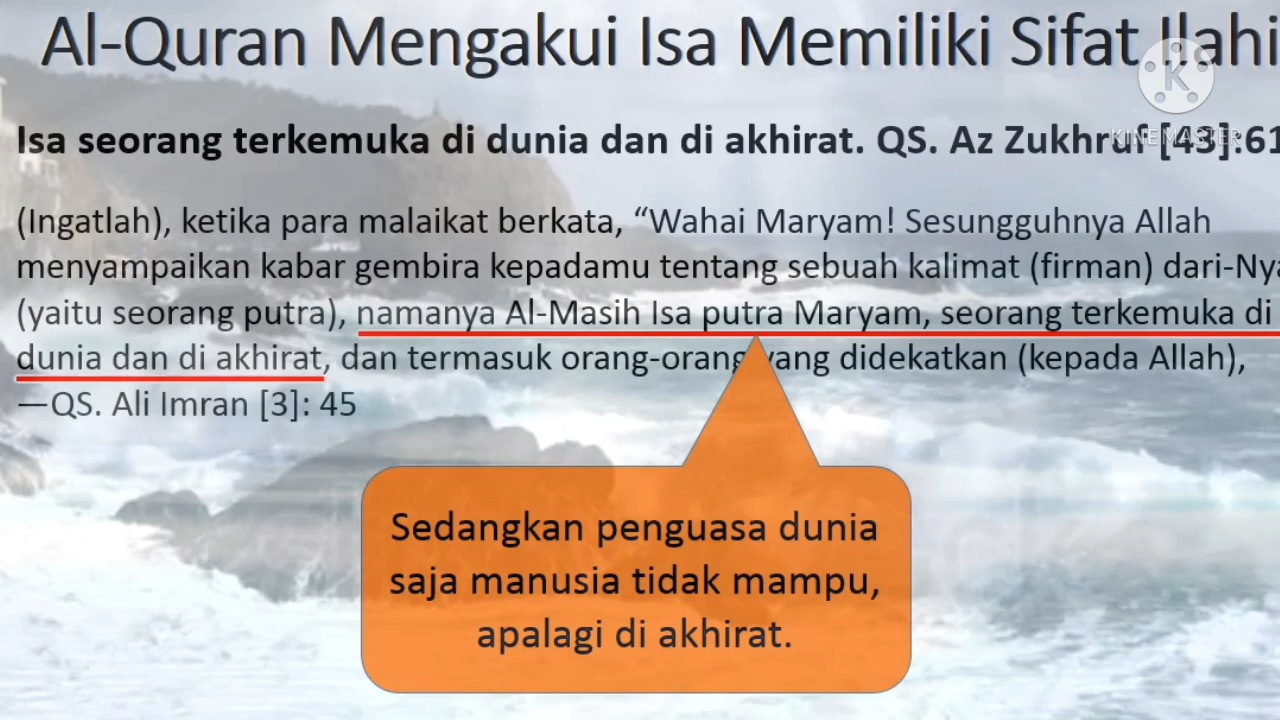 Al-Quran Mengakui Isa Memiliki Sifat Ilahi
K
KINEMASTER
Isa seorang terkemuka di dunia dan di akhirat. QS. Az Zukhruf [43]:61
(Ingatlah), ketika para malaikat berkata, “Wahai Maryam! Sesungguhnya Allah
menyampaikan kabar gembira kepadamu tentang sebuah kalimat (firman) dari-Nya
(yaitu seorang putra), namanya Al-Masih Isa putra Maryam, seorang terkemuka di
dunia dan di akhirat, dan termasuk orang-orang yang didekatkan (kepada Allah),
—QS. Ali Imran [3]: 45
Sedangkan penguasa dunia
saja manusia tidak mampu,
apalagi di akhirat.